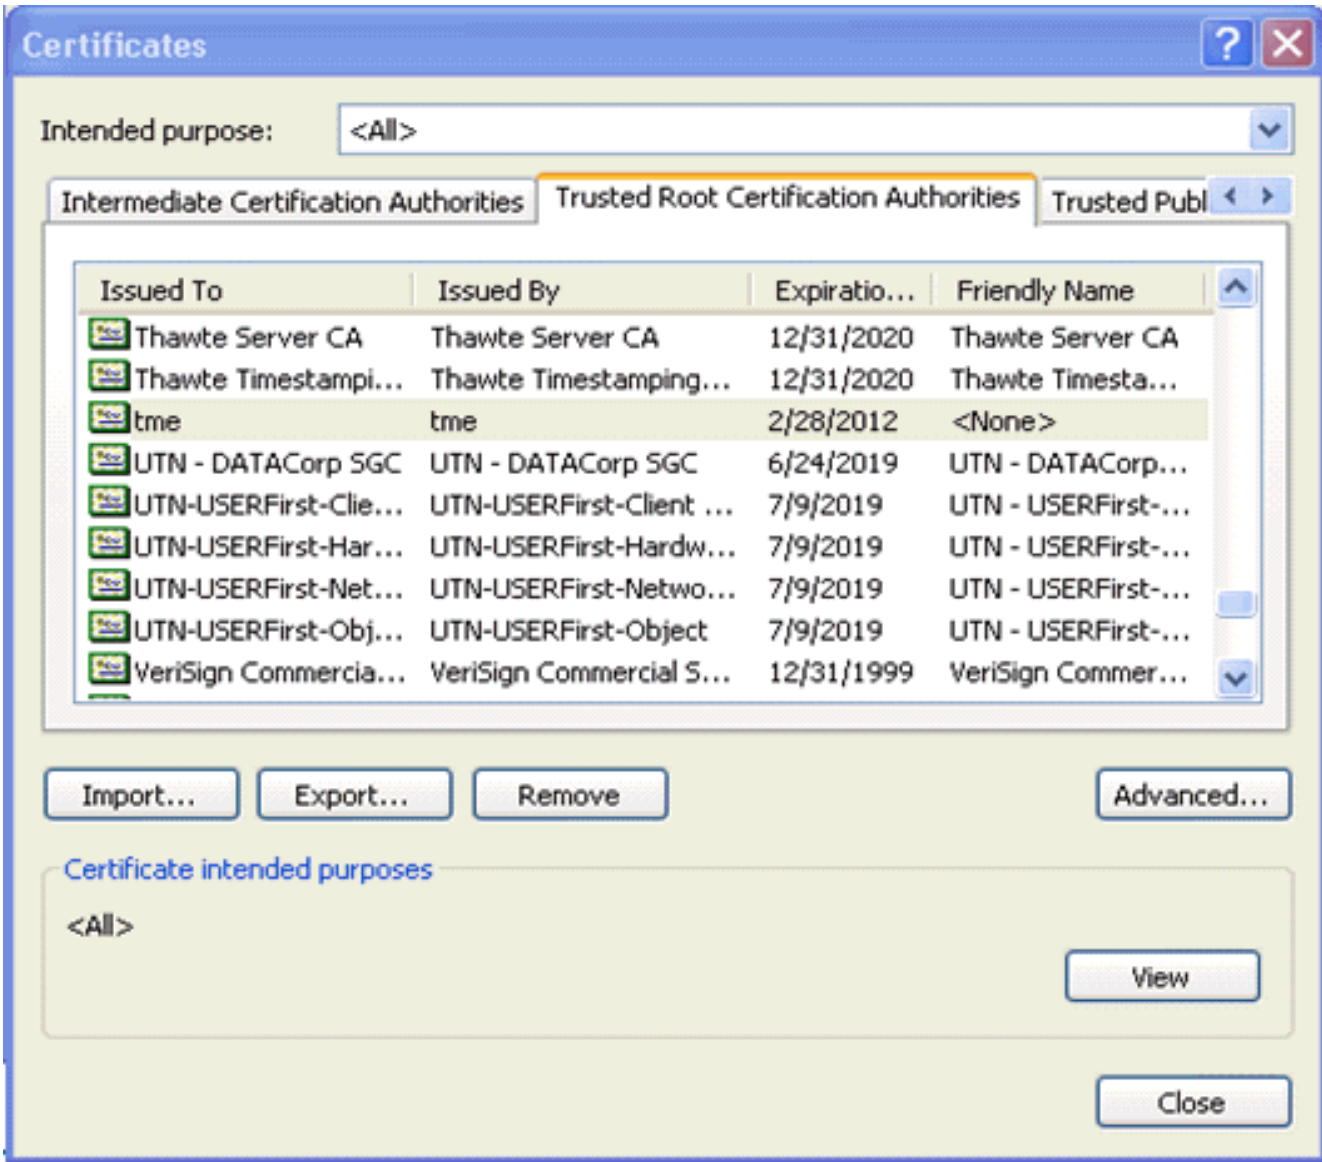 Certificates
Intended purpose: <All>
Intermediate Certification Authorities Trusted Root Certification Authorities Trusted Publ
Issued To Issued By Expiratio... Friendly Name
Thawte Server CA Thawte Server CA 12/31/2020 Thawte Server CA
Thawte Timestampi... Thawte Timestamping... 12/31/2020 Thawte Timesta...
tme tme 2/28/2012 <None>
UTN - DATACorp SGC UTN - DATACorp SGC 6/24/2019 UTN - DATACorp...
UTN-USERFirst-Clie... UTN-USERFirst-Client ... 7/9/2019 UTN - USERFirst-...
UTN-USERFirst-Har... UTN-USERFirst-Hardw... 7/9/2019 UTN - USERFirst-...
UTN-USERFirst-Net... UTN-USERFirst-Netwo... 7/9/2019 UTN - USERFirst-...
UTN-USERFirst-Obj... UTN-USERFirst-Object 7/9/2019 UTN - USERFirst-...
VeriSign Commercia... VeriSign Commercial S... 12/31/1999 VeriSign Commer...
Import... Export... Remove Advanced...
Certificate intended purposes
<All>
View
Close